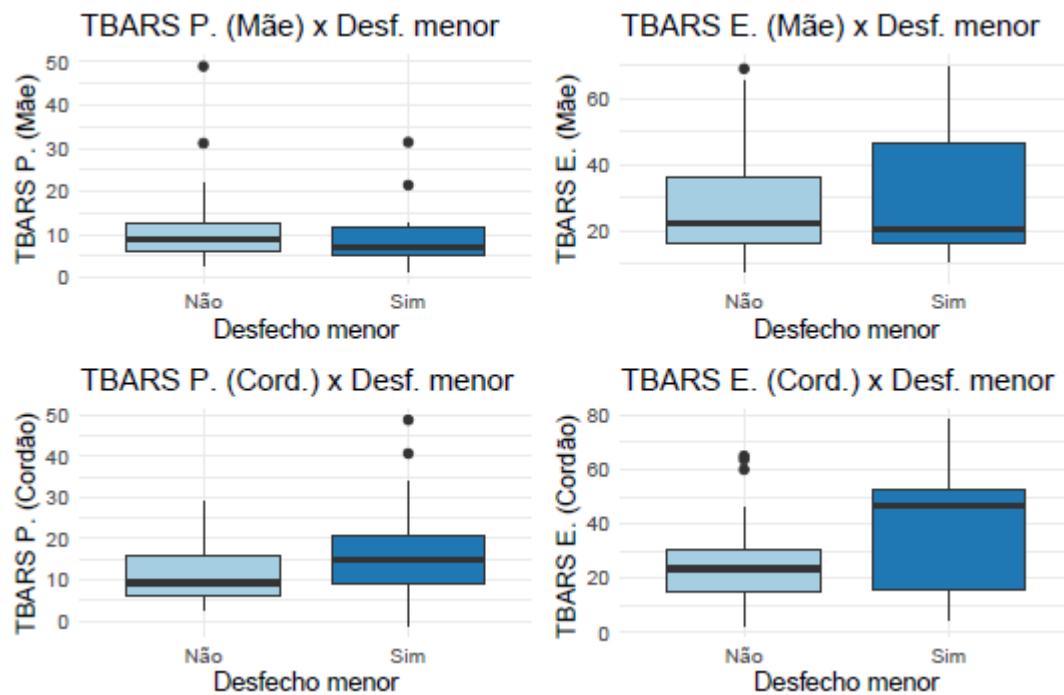 TBARS P. (Mãe) x Desf. menor
TBARS P. (Mãe)
50
40
30
20
10
0
Não Sim
Desfecho menor
TBARS E. (Mãe) x Desf. menor
TBARS E. (Mãe)
60
40
20
Não Sim
Desfecho menor
TBARS P. (Cord.) x Desf. menor
TBARS P. (Cordão)
50
40
30
20
10
0
Não Sim
Desfecho menor
TBARS E. (Cord.) x Desf. menor
TBARS E. (Cordão)
80
60
40
20
0
Não Sim
Desfecho menor